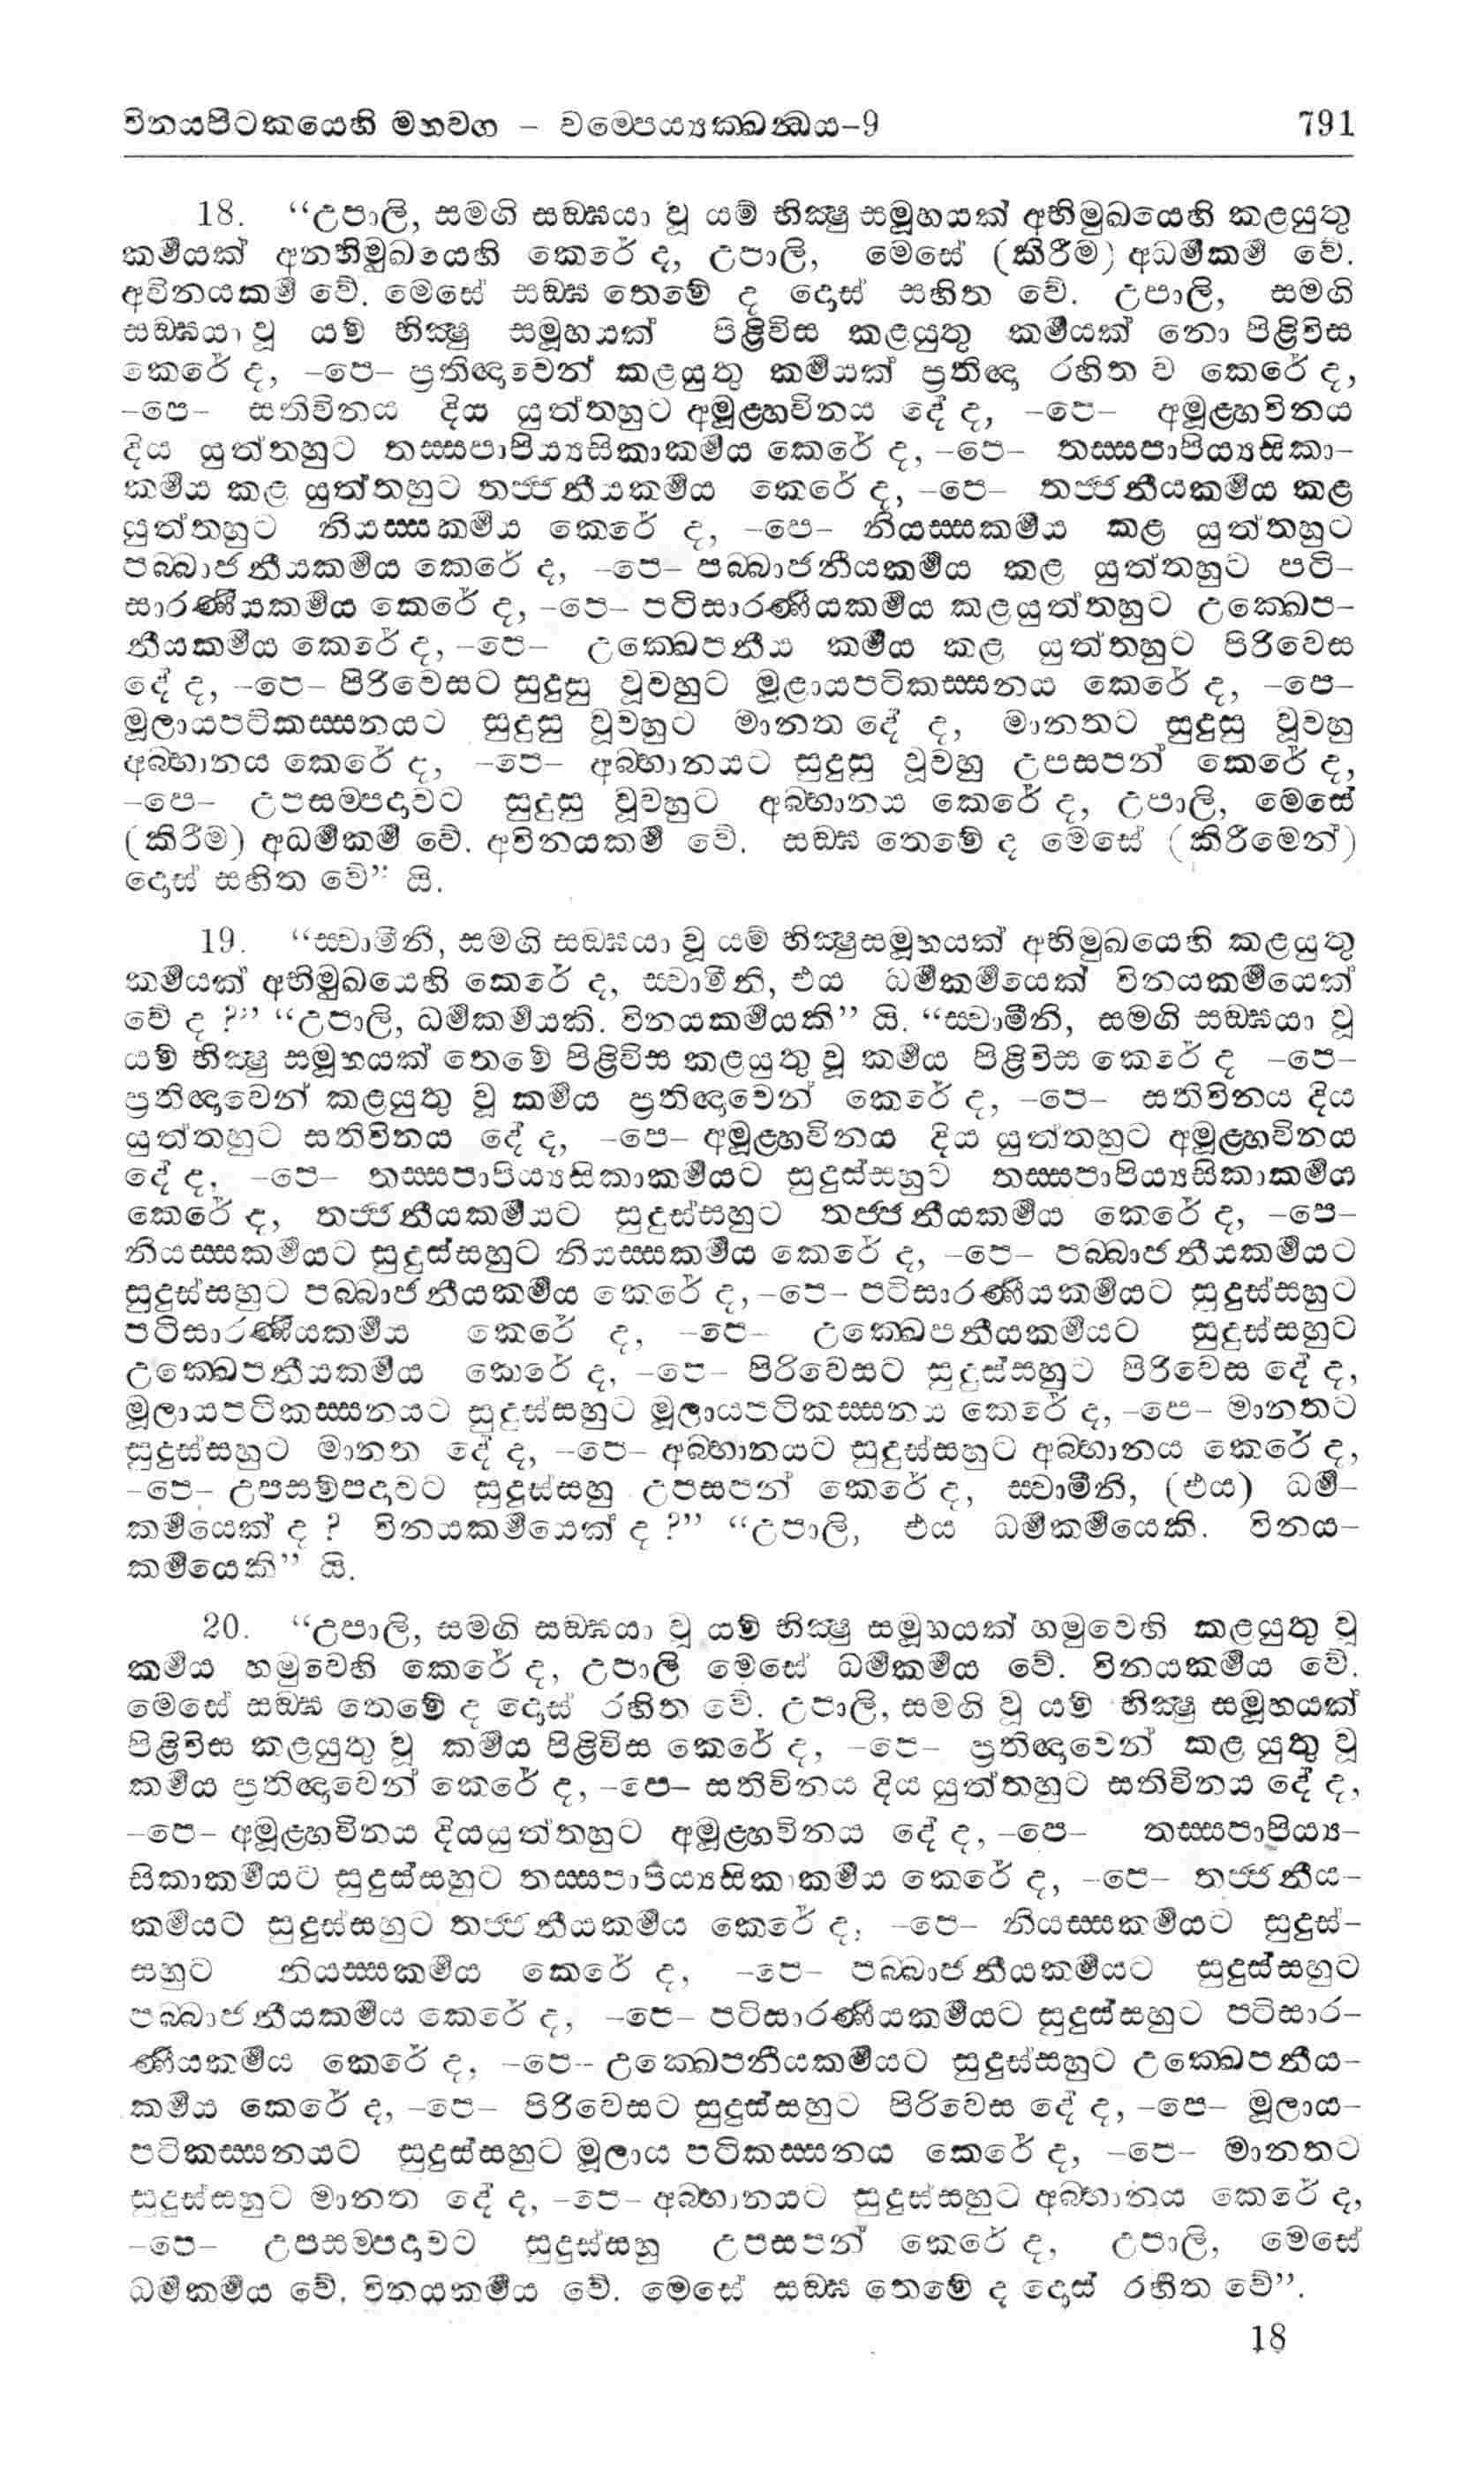 විනයපිටකයෙහි මහවග - චම්පෙය්‍යක්ඛන්‍ධය-9 791
18. “උපාලි, සමගි සඞ්ඝයා වූ යම් භික්‍ෂු සමූහයක් අභිමුඛයෙහි කළයුතු
කර්‍මයක් අනභිමුඛයෙහි කෙරේ ද, උපාලි, මෙසේ (කිරීම) අධර්‍මකර්‍ම වේ.
අවිනයකර්‍ම වේ. මෙසේ සඞ්ඝ තෙමේ ද දොස් සහිත වේ. උපාලි, සමගි
සඞ්ඝයා වූ යම් භික්‍ෂු සමූහයක් පිළිවිස කළයුතු කර්‍මයක් නො පිළිවිස
කෙරේ ද, -පෙ- ප්‍රතිඥාවෙන් කළයුතු කර්‍මයක් ප්‍රතිඥා රහිත ව කෙරේ ද,
-පෙ- සතිවිනය දිය යුත්තහුට අමූළ්හවිනය දේ ද, -පෙ- අමූළ්හවිනය
දිය යුත්තහුට තස්සපාපිය්‍යසිකාකර්‍මය කෙරේ ද, -පෙ- තස්සපාපිය්‍යසිකා-
කර්‍මය කළ යුත්තහුට තජ්ජනීයකර්‍මය කෙරේ ද, -පෙ- තජ්ජනීයකර්‍මය කළ
යුත්තහුට නියස්සකර්‍මය කෙරේ ද, -පෙ- නියස්සකර්‍මය කළ යුත්තහුට
පබ්බාජනීයකර්‍මය කෙරේ ද, -පෙ- පබ්බාජනීයකර්‍මය කළ යුත්තහුට පටි-
සාරණීයකර්‍මය කෙරේ ද, -පෙ- පටිසාරණීයකර්‍මය කළයුත්තහුට උක්ඛෙප-
නීයකර්‍මය කෙරේ ද, -පෙ- උක්ඛෙපනීය කර්‍මය කළ යුත්තහුට පිරිවෙස
දේ ද, -පෙ- පිරිවෙසට සුදුසු වූවහුට මූළායපටිකස්සනය කෙරේ ද, -පෙ-
මූලායපටිකස්සනයට සුදුසු වූවහුට මානත දේ ද, මානතට සුදුසු වූවහු
අබ්භානය කෙරේ ද, -පෙ- අබ්භානයට සුදුසු වූවහු උපසපන් කෙරේ ද,
-පෙ- උපසම්පදාවට සුදුසු වූවහුට අබ්භානය කෙරේ ද, උපාලි, මෙසේ
(කිරීම) අධර්‍මකර්‍ම වේ. අවිනයකර්‍ම වේ. සඞ්ඝ තෙමේ ද මෙසේ (කිරීමෙන්)
දොස් සහිත වේ” යි.
19. “ස්වාමීනි, සමගි සඞ්ඝයා වූ යම් භික්‍ෂුසමූහයක් අභිමුඛයෙහි කළයුතු
කර්‍මයක් අභිමුඛයෙහි කෙරේ ද, ස්වාමීනි, එය ධර්‍මකර්‍මයෙක් විනයකර්‍මයෙක්
වේ ද ?” “උපාලි, ධර්‍මකර්‍මයකි. විනයකර්‍මයකි” යි. “ස්වාමීනි, සමගි සඞ්ඝයා වූ
යම් භික්‍ෂු සමූහයක් තෙමේ පිළිවිස කළයුතු වූ කර්‍මය පිළිවිස කෙරේ ද -පෙ-
ප්‍රතිඥාවෙන් කළයුතු වූ කර්‍මය ප්‍රතිඥාවෙන් කෙරේ ද, -පෙ- සතිවිනය දිය
යුත්තහුට සතිවිනය දේ ද, -පෙ- අමූළ්හවිනය දිය යුත්තහුට අමූළ්හවිනය
දේ ද, -පෙ- තස්සපාපිය්‍යසිකාකර්‍මයට සුදුස්සහුට තස්සපාපිය්‍යසිකාකර්‍මය
කෙරේ ද, තජ්ජනීයකර්‍මයට සුදුස්සහුට තජ්ජනීයකර්‍මය කෙරේ ද, -පෙ-
නියස්සකර්‍මයට සුදුස්සහුට නියස්සකර්‍මය කෙරේ ද, -පෙ- පබ්බාජනීයකර්‍මයට
සුදුස්සහුට පබ්බාජනීයකර්‍මය කෙරේ ද, -පෙ- පටිසාරණීයකර්‍මයට සුදුස්සහුට
පටිසාරණීයකර්‍මය කෙරේ ද, -පෙ- උක්ඛෙපනීයකර්‍මයට සුදුස්සහුට
උක්ඛෙපනීයකර්‍මය කෙරේ ද, -පෙ- පිරිවෙසට සුදුස්සහුට පිරිවෙස දේ ද,
මූලායපටිකස්සනයට සුදුස්සහුට මූලායපටිකස්සනය කෙරේ ද, -පෙ- මානතට
සුදුස්සහුට මානත දේ ද, -පෙ- අබ්භානයට සුදුස්සහුට අබ්භානය කෙරේ ද,
-පෙ- උපසම්පදාවට සුදුස්සහු උපසපන් කෙරේ ද, ස්වාමීනි, (එය) ධර්‍ම-
කර්‍මයෙක් ද ? විනයකර්‍මයෙක් ද ?” “උපාලි, එය ධර්‍මකර්‍මයෙකි. විනය-
කර්‍මයෙකි” යි.
20. “උපාලි, සමගි සඞ්ඝයා වූ යම් භික්‍ෂු සමූහයක් හමුවෙහි කළයුතු වූ
කර්‍මය හමුවෙහි කෙරේ ද, උපාලි මෙසේ ධර්‍මකර්‍මය වේ. විනයකර්‍මය වේ.
මෙසේ සඞ්ඝ තෙමේ ද දොස් රහිත වේ. උපාලි, සමගි වූ යම් භික්‍ෂු සමූහයක්
පිළිවිස කළයුතු වූ කර්‍මය පිළිවිස කෙරේ ද, -පෙ- ප්‍රතිඥාවෙන් කළ යුතු වූ
කර්‍මය ප්‍රතිඥාවෙන් කෙරේ ද, -පෙ- සතිවිනය දිය යුත්තහුට සතිවිනය දේ ද,
-පෙ- අමූළ්හවිනය දියයුත්තහුට අමූළ්හවිනය දේ ද, -පෙ- තස්සපාපිය්‍ය-
සිකාකර්‍මයට සුදුස්සහුට තස්සපාපිය්‍යසිකාකර්‍මය කෙරේ ද, -පෙ- තජ්ජනීය-
කර්‍මයට සුදුස්සහුට තජ්ජනීයකර්‍මය කෙරේ ද, -පෙ- නියස්සකර්‍මයට සුදුස්-
සහුට නියස්සකර්‍මය කෙරේ ද, -පෙ- පබ්බාජනීයකර්‍මයට සුදුස්සහුට
පබ්බාජනීයකර්‍මය කෙරේ ද, -පෙ- පටිසාරණීයකර්‍මයට සුදුස්සහුට පටිසාර-
ණීයකර්‍මය කෙරේ ද, -පෙ- උක්ඛෙපනීයකර්‍මයට සුදුස්සහුට උක්ඛෙපනීය-
කර්‍මය කෙරේ ද, -පෙ- පිරිවෙසට සුදුස්සහුට පිරිවෙස දේ ද, -පෙ- මූලාය-
පටිකස්සනයට සුදුස්සහුට මූලාය පටිකස්සනය කෙරේ ද, -පෙ- මානතට
සුදුස්සහුට මානත දේ ද, -පෙ- අබ්භානයට සුදුස්සහුට අබ්භානය කෙරේ ද,
-පෙ- උපසම්පදාවට සුදුස්සහු උපසපන් කෙරේ ද, උපාලි, මෙසේ
ධර්‍මකර්‍මය වේ. විනයකර්‍මය වේ. මෙසේ සඞ්ඝ තෙමේ ද දොස් රහිත වේ”.
18